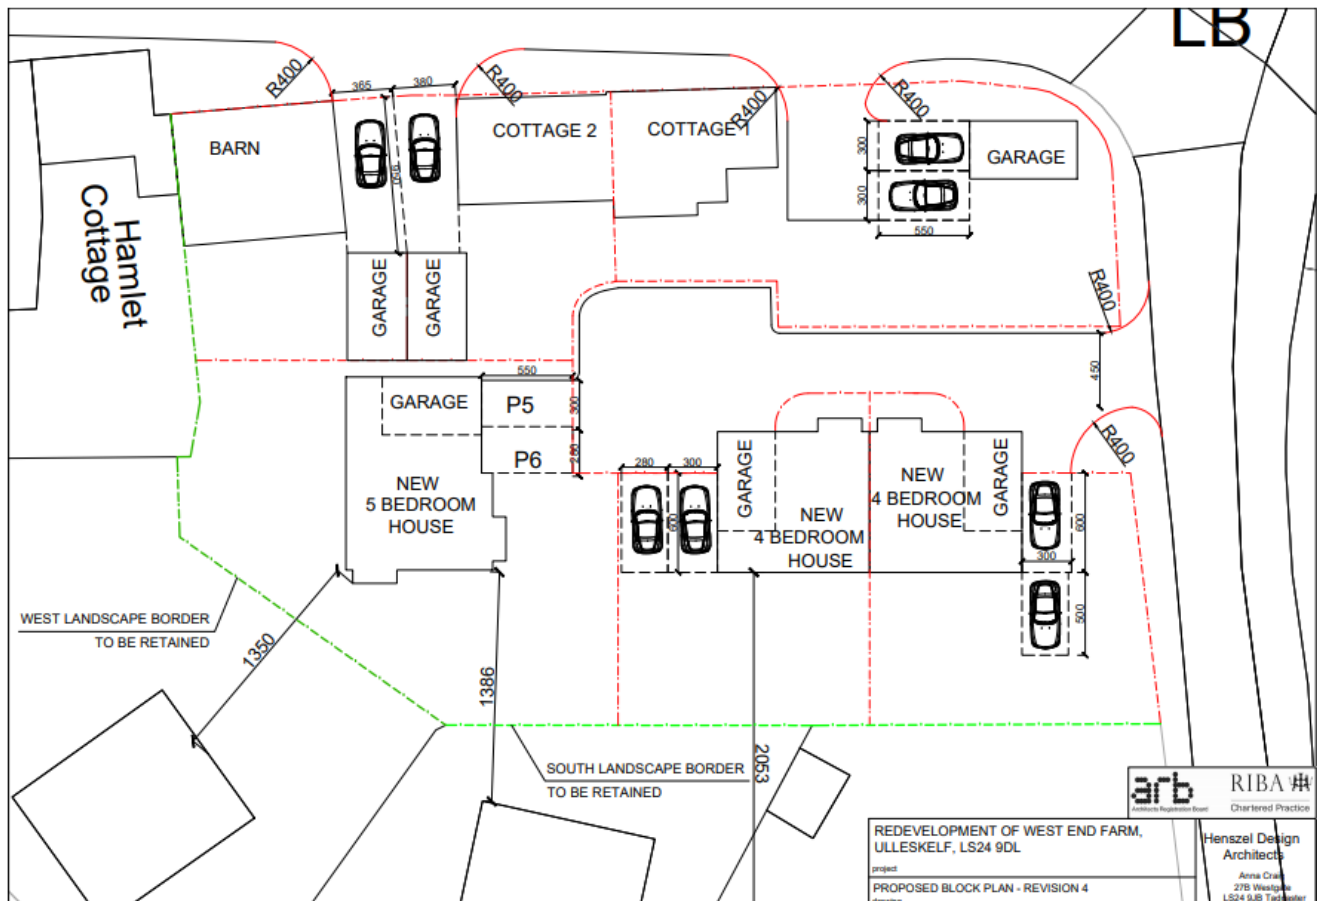 LB
R400
365
380
R400
R400
R400
BARN
COTTAGE 2
COTTAGE 1
300
GARAGE
950
300
550
Hamlet
Cottage
GARAGE
GARAGE
R400
550
450
GARAGE
P5
300
R400
P6
280
280
300
GARAGE
NEW
4 BEDROOM
HOUSE
GARAGE
NEW
5 BEDROOM
HOUSE
600
NEW
4 BEDROOM
HOUSE
600
300
500
WEST LANDSCAPE BORDER
TO BE RETAINED
1350
1386
2053
SOUTH LANDSCAPE BORDER
TO BE RETAINED
arb
Architects Registration Board
RIBA
Chartered Practice
REDEVELOPMENT OF WEST END FARM,
ULLESKELF, LS24 9DL
project
PROPOSED BLOCK PLAN - REVISION 4
Henszel Design
Architects
Anna Craig
27B Westgate
LS24 9JB Tadcaster